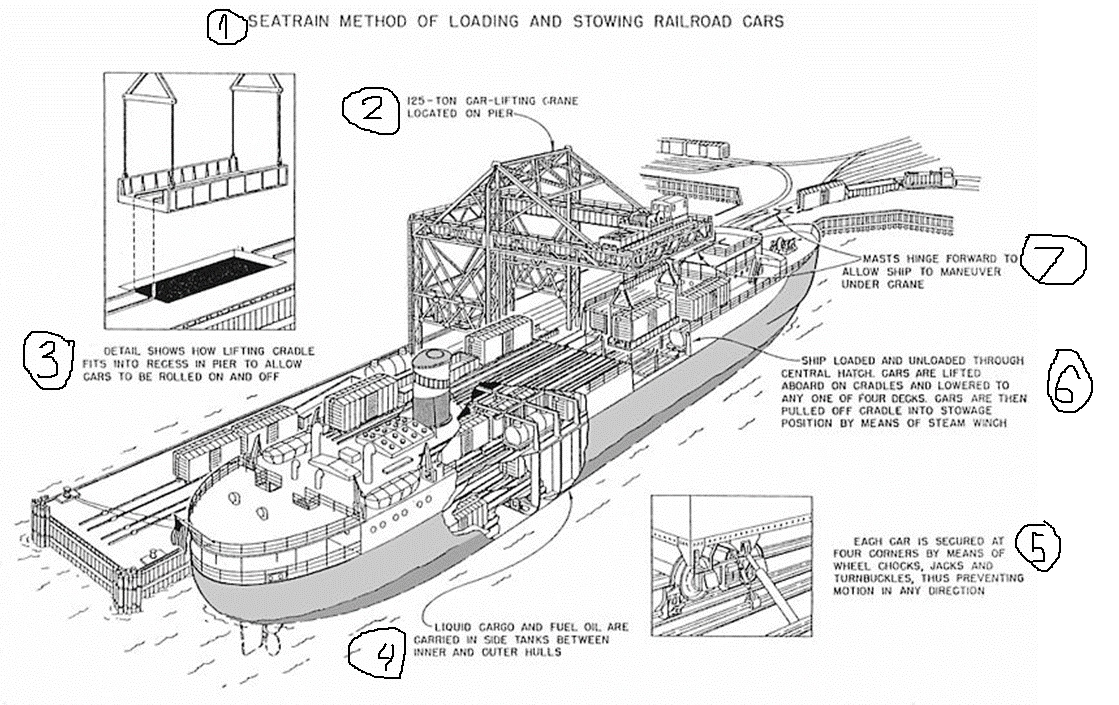 1 SEATRAIN METHOD OF LOADING AND STOWING RAILROAD CARS
2 125-TON CAR-LIFTING CRANE
LOCATED ON PIER
3 DETAIL SHOWS HOW LIFTING CRADLE
FITS INTO RECESS IN PIER TO ALLOW
CARS TO BE ROLLED ON AND OFF
4 LIQUID CARGO AND FUEL OIL ARE
CARRIED IN SIDE TANKS BETWEEN
INNER AND OUTER HULLS
5 EACH CAR IS SECURED AT
FOUR CORNERS BY MEANS OF
WHEEL CHOCKS, JACKS AND
TURNBUCKLES, THUS PREVENTING
MOTION IN ANY DIRECTION
6 SHIP LOADED AND UNLOADED THROUGH
CENTRAL HATCH. CARS ARE LIFTED
ABOARD ON CRADLES AND LOWERED TO
ANY ONE OF FOUR DECKS. CARS ARE THEN
PULLED OFF CRADLE INTO STOWAGE
POSITION BY MEANS OF STEAM WINCH
7 MASTS HINGE FORWARD TO
ALLOW SHIP TO MANEUVER
UNDER CRANE